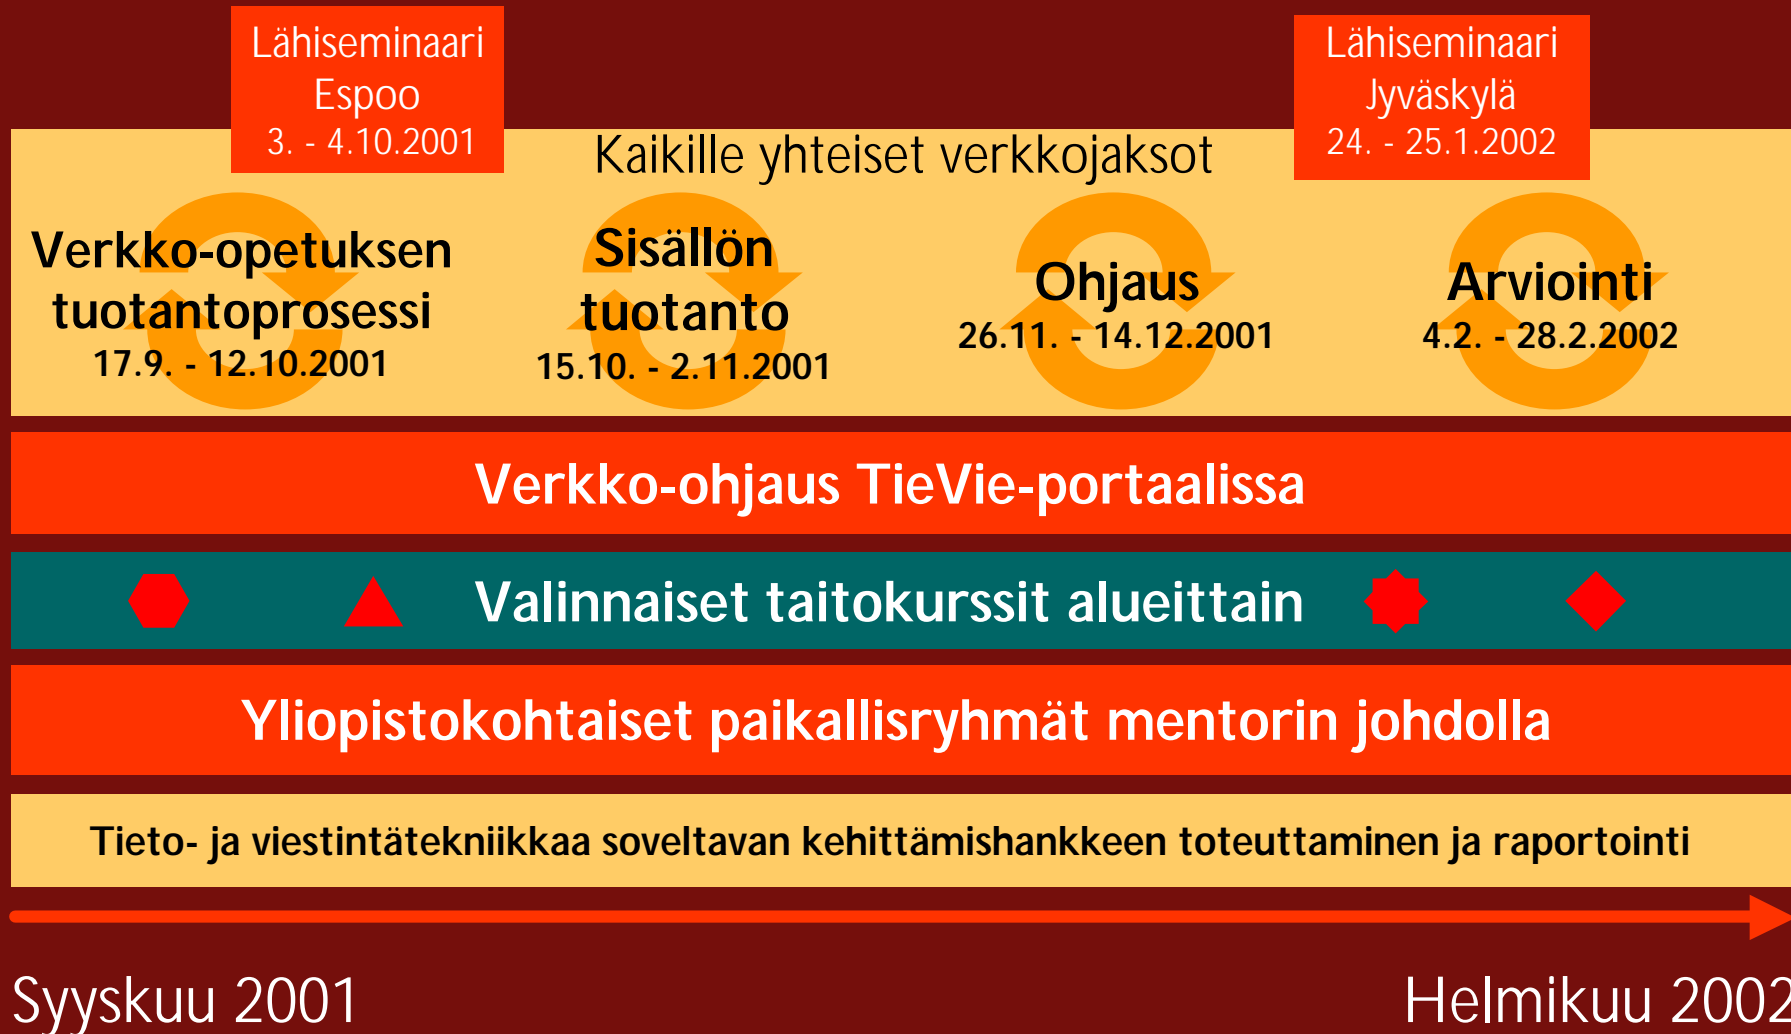 Lähiseminaari
Espoo
3. - 4.10.2001
Lähiseminaari
Jyväskylä
24. - 25.1.2002
Kaikille yhteiset verkkojaksot
Verkko-opetuksen
tuotantoprosessi
17.9. - 12.10.2001
Sisällön
tuotanto
15.10. - 2.11.2001
Ohjaus
26.11. - 14.12.2001
Arviointi
4.2. - 28.2.2002
Verkko-ohjaus TieVie-portaalissa
Valinnaiset taitokurssit alueittain
Yliopistokohtaiset paikallisryhmät mentorin johdolla
Tieto- ja viestintätekniikkaa soveltavan kehittämishankkeen toteuttaminen ja raportointi
Syyskuu 2001
Helmikuu 2002